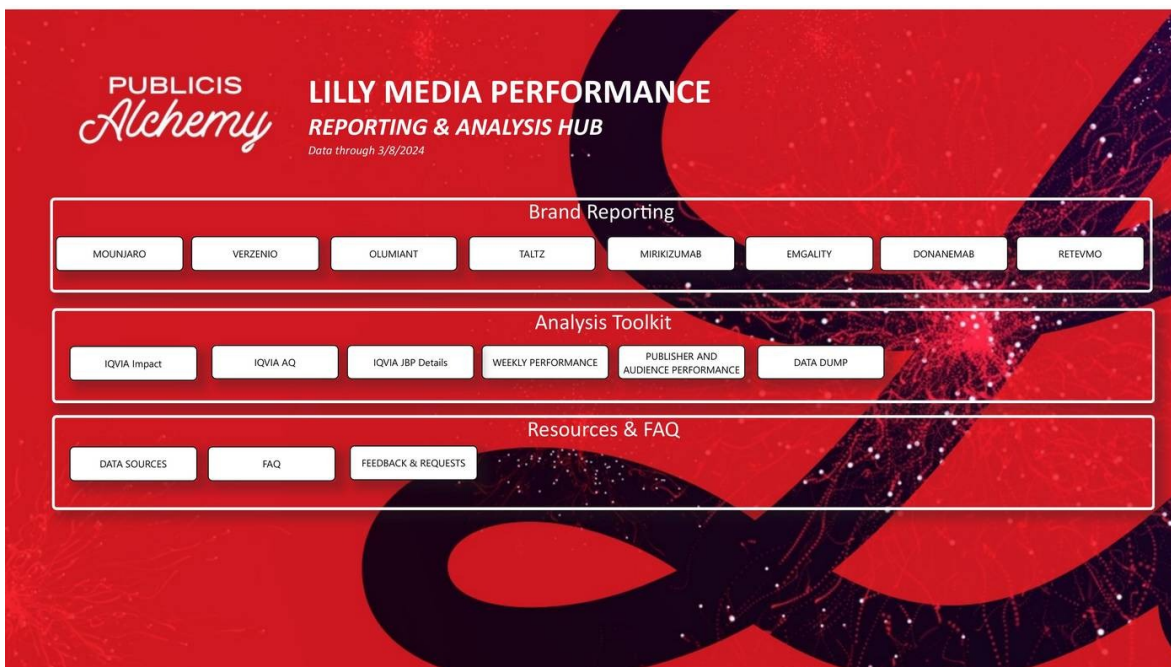 PUBLICIS
Alchemy
LILLY MEDIA PERFORMANCE
REPORTING & ANALYSIS HUB
Data through 3/8/2024
Brand Reporting
MOUNJARO
VERZENIO
OLUMIANT
TALTZ
MIRIKIZUMAB
EMGALITY
DONANEMAB
RETEVMO
Analysis Toolkit
IQVIA Impact
IQVIA AQ
IQVIA JBP Details
WEEKLY PERFORMANCE
PUBLISHER AND
AUDIENCE PERFORMANCE
DATA DUMP
Resources & FAQ
DATA SOURCES
FAQ
FEEDBACK & REQUESTS